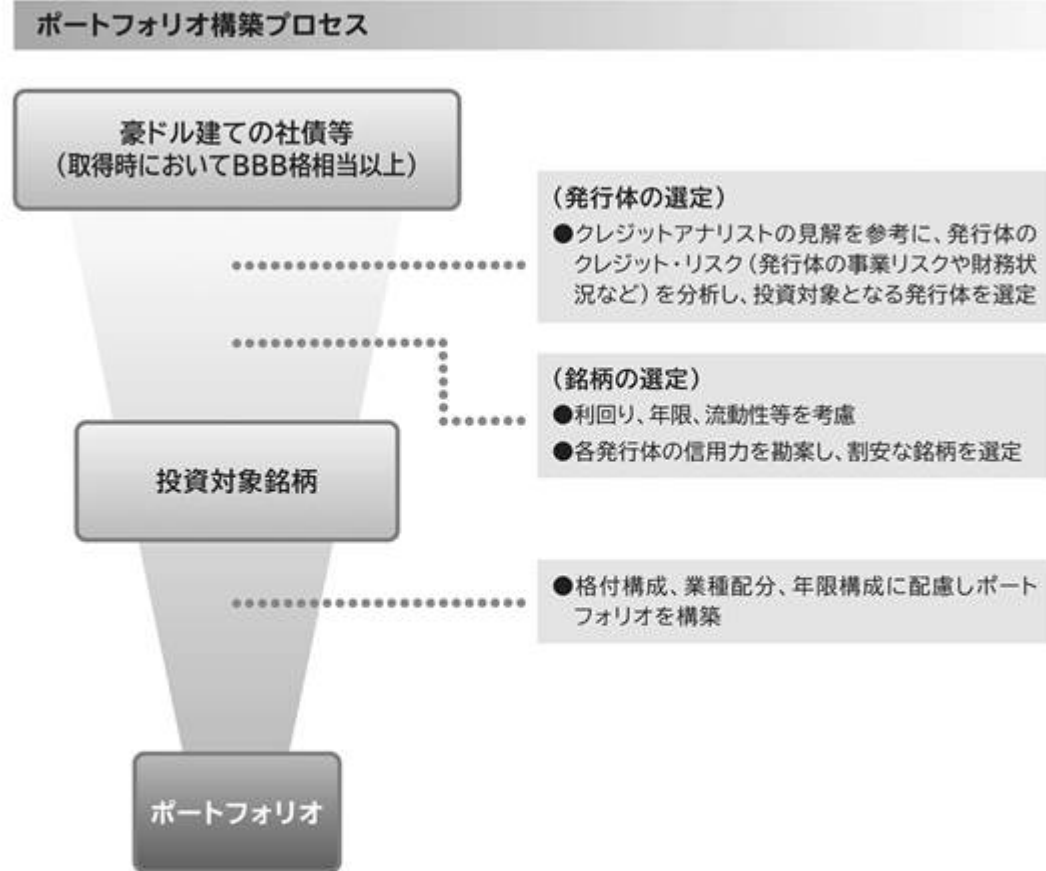 ポートフォリオ構築プロセス
豪ドル建ての社債等
(取得時においてBBB格相当以上)
(発行体の選定)
●クレジットアナリストの見解を参考に、発行体の
クレジット・リスク(発行体の事業リスクや財務状
況など)を分析し、投資対象となる発行体を選定
(銘柄の選定)
●利回り、年限、流動性等を考慮
●各発行体の信用力を勘案し、割安な銘柄を選定
投資対象銘柄
●格付構成、業種配分、年限構成に配慮しポート
フォリオを構築
ポートフォリオ